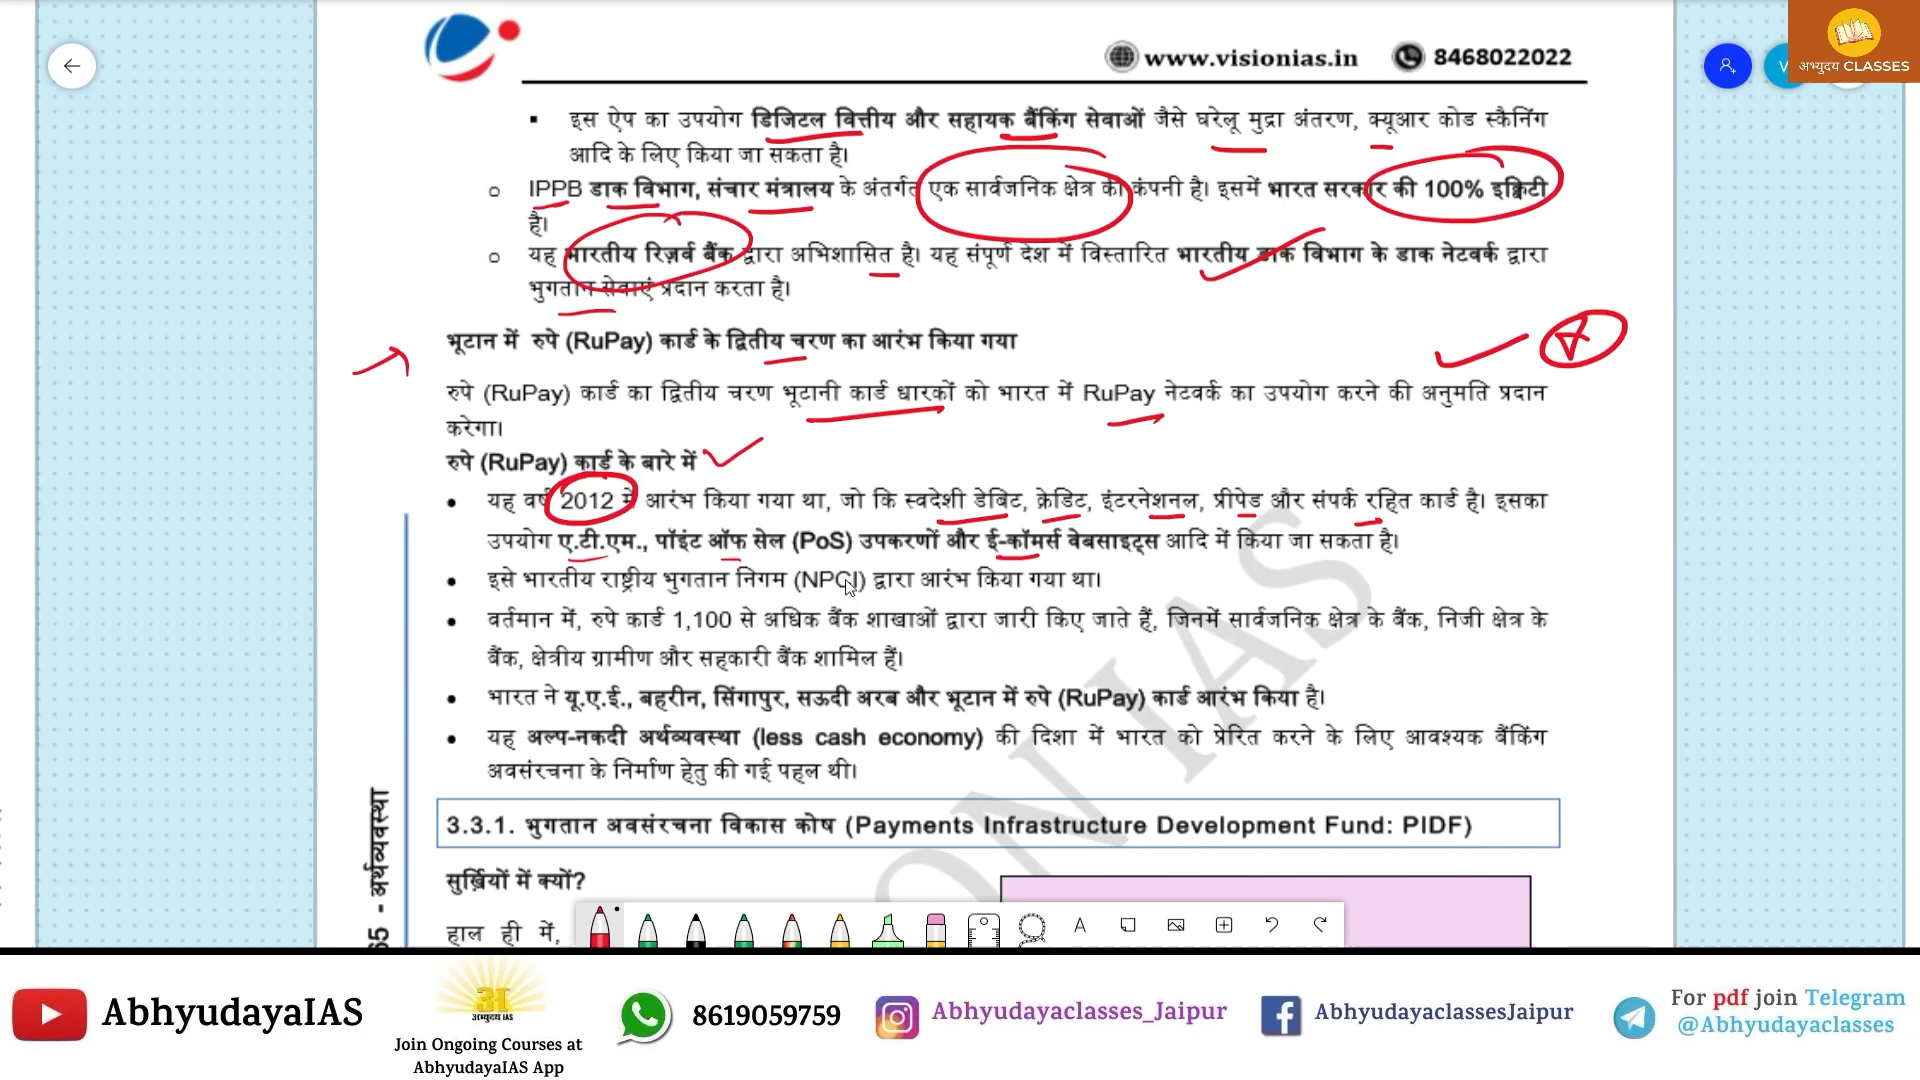 www.visionias.in 8468022022
अभ्युदय CLASSES
इस ऐप का उपयोग डिजिटल वित्तीय और सहायक बैंकिंग सेवाओं जैसे घरेलू मुद्रा अंतरण, क्यूआर कोड स्कैनिंग
आदि के लिए किया जा सकता है।
IPPB डाक विभाग, संचार मंत्रालय के अंतर्गत एक सार्वजनिक क्षेत्र की कंपनी है। इसमें भारत सरकार की 100% इक्विटी
है।
यह भारतीय रिज़र्व बैंक द्वारा अभिशासित है। यह संपूर्ण देश में विस्तारित भारतीय डाक विभाग के डाक नेटवर्क द्वारा
भुगतान सेवाएं प्रदान करता है।
भूटान में रुपे (RuPay) कार्ड के द्वितीय चरण का आरंभ किया गया
रुपे (RuPay) कार्ड का द्वितीय चरण भूटानी कार्ड धारकों को भारत में RuPay नेटवर्क का उपयोग करने की अनुमति प्रदान
करेगा।
रुपे (RuPay) कार्ड के बारे में
यह वर्ष 2012 में आरंभ किया गया था, जो कि स्वदेशी डेबिट, क्रेडिट, इंटरनेशनल, प्रीपेड और संपर्क रहित कार्ड है। इसका
उपयोग ए.टी.एम., पॉइंट ऑफ सेल (PoS) उपकरणों और ई-कॉमर्स वेबसाइट्स आदि में किया जा सकता है।
इसे भारतीय राष्ट्रीय भुगतान निगम (NPCI) द्वारा आरंभ किया गया था।
वर्तमान में, रुपे कार्ड 1,100 से अधिक बैंक शाखाओं द्वारा जारी किए जाते हैं, जिनमें सार्वजनिक क्षेत्र के बैंक, निजी क्षेत्र के
बैंक, क्षेत्रीय ग्रामीण और सहकारी बैंक शामिल हैं।
भारत ने यू.ए.ई., बहरीन, सिंगापुर, सऊदी अरब और भूटान में रुपे (RuPay) कार्ड आरंभ किया है।
यह अल्प-नकदी अर्थव्यवस्था (less cash economy) की दिशा में भारत को प्रेरित करने के लिए आवश्यक बैंकिंग
अवसंरचना के निर्माण हेतु की गई पहल थी।
3.3.1. भुगतान अवसंरचना विकास कोष (Payments Infrastructure Development Fund: PIDF)
सुर्ख़ियों में क्यों?
हाल ही में,
- अर्थव्यवस्था
AbhyudayaIAS
अभ्युदय IAS
Join Ongoing Courses at
AbhyudayaIAS App
8619059759
Abhyudayaclasses_Jaipur
AbhyudayaclassesJaipur
For pdf join Telegram
@Abhyudayaclasses